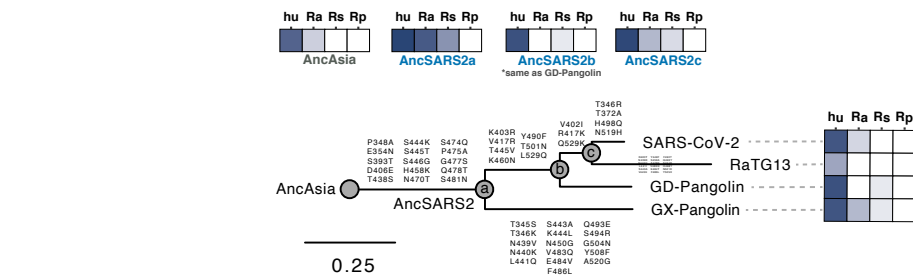 hu Ra Rs Rp
AncAsia
hu Ra Rs Rp
AncSARS2a
hu Ra Rs Rp
AncSARS2b
*same as GD-Pangolin
hu Ra Rs Rp
AncSARS2c
P348A S444K S474Q
E354N S445T P475A
S393T S446G G477S
D406E H458K Q478T
T438S N470T S481N
K403R
V417R
T445V
K460N
Y490F
T501N
L529Q
V402I
R417K
Q529K
T346R
T372A
H498Q
N519H
AncAsia
AncSARS2
a
b
c
SARS-CoV-2
RaTG13
GD-Pangolin
GX-Pangolin
hu Ra Rs Rp
T345S S443A Q493E
T346K K444L S494R
N439V N450G G504N
N440K V483Q Y508F
L441Q E484V A520G
F486L
0.25